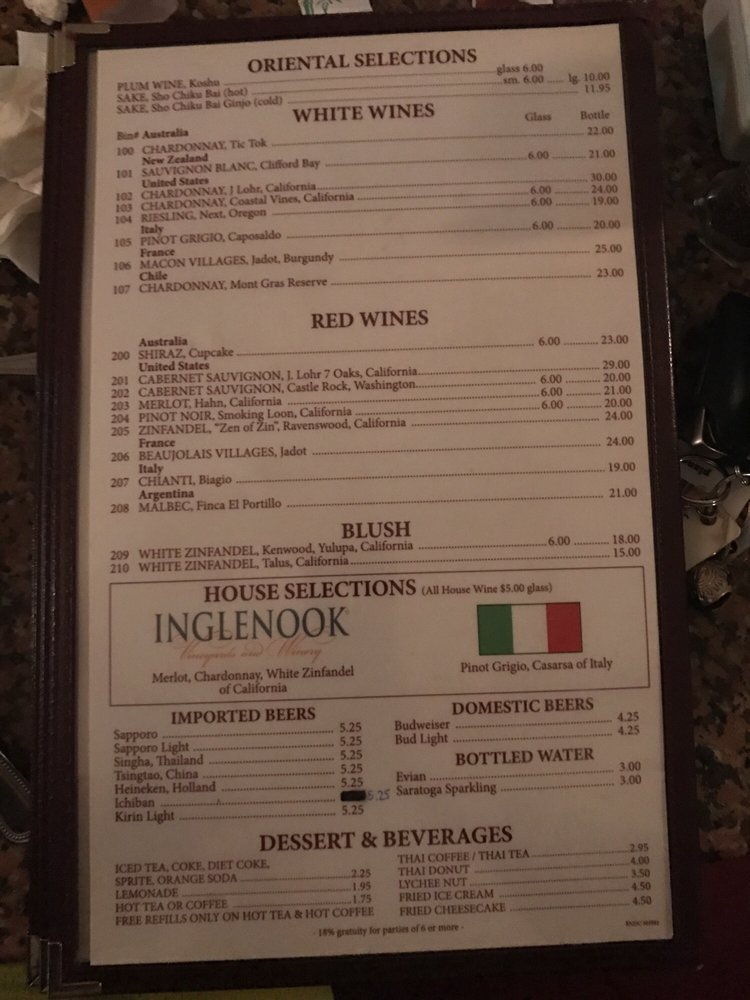 ORIENTAL SELECTIONS
PLUM WINE, Koshu ... glass 6.00
SAKE, Sho Chiku Bai (hot) ... sm. 6.00 ... lg. 10.00
SAKE, Sho Chiku Bai Ginjo (cold) ... 11.95
WHITE WINES
Bin# Australia Glass Bottle
100 CHARDONNAY, Tic Tok ... 22.00
New Zealand
101 SAUVIGNON BLANC, Clifford Bay ... 6.00 ... 21.00
United States
102 CHARDONNAY, J Lohr, California ... 30.00
103 CHARDONNAY, Coastal Vines, California ... 6.00 ... 24.00
104 RIESLING, Next, Oregon ... 6.00 ... 19.00
Italy
105 PINOT GRIGIO, Caposaldo ... 6.00 ... 20.00
France
106 MACON VILLAGES, Jadot, Burgundy ... 25.00
Chile
107 CHARDONNAY, Mont Gras Reserve ... 23.00
RED WINES
Australia
200 SHIRAZ, Cupcake ... 6.00 ... 23.00
United States
201 CABERNET SAUVIGNON, J. Lohr 7 Oaks, California ... 29.00
202 CABERNET SAUVIGNON, Castle Rock, Washington ... 6.00 ... 20.00
203 MERLOT, Hahn, California ... 6.00 ... 21.00
204 PINOT NOIR, Smoking Loon, California ... 6.00 ... 20.00
205 ZINFANDEL, "Zen of Zin", Ravenswood, California ... 24.00
France
206 BEAUJOLAIS VILLAGES, Jadot ... 24.00
Italy
207 CHIANTI, Biagio ... 19.00
Argentina
208 MALBEC, Finca El Portillo ... 21.00
BLUSH
209 WHITE ZINFANDEL, Kenwood, Yulupa, California ... 6.00 ... 18.00
210 WHITE ZINFANDEL, Talus, California ... 15.00
HOUSE SELECTIONS (All House Wine $5.00 glass)
INGLENOOK®
Vineyards and Winery
Merlot, Chardonnay, White Zinfandel
of California
Pinot Grigio, Casarsa of Italy
IMPORTED BEERS
Sapporo ... 5.25
Sapporo Light ... 5.25
Singha, Thailand ... 5.25
Tsingtao, China ... 5.25
Heineken, Holland ... 5.25
Ichiban ... 5.25
Kirin Light ... 5.25
DOMESTIC BEERS
Budweiser ... 4.25
Bud Light ... 4.25
BOTTLED WATER
Evian ... 3.00
Saratoga Sparkling ... 3.00
DESSERT & BEVERAGES
ICED TEA, COKE, DIET COKE,
SPRITE, ORANGE SODA ... 2.25
LEMONADE ... 1.95
HOT TEA OR COFFEE ... 1.75
FREE REFILLS ONLY ON HOT TEA & HOT COFFEE
THAI COFFEE / THAI TEA ... 2.95
THAI DONUT ... 4.00
LYCHEE NUT ... 3.50
FRIED ICE CREAM ... 4.50
FRIED CHEESECAKE ... 4.50
- 18% gratuity for parties of 6 or more -